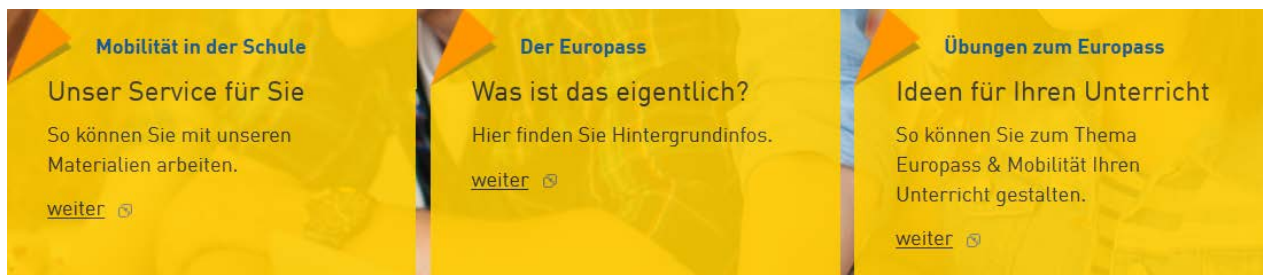 Mobilität in der Schule
Unser Service für Sie
So können Sie mit unseren
Materialien arbeiten.
weiter
Der Europass
Was ist das eigentlich?
Hier finden Sie Hintergrundinfos.
weiter
Übungen zum Europass
Ideen für Ihren Unterricht
So können Sie zum Thema
Europass & Mobilität Ihren
Unterricht gestalten.
weiter